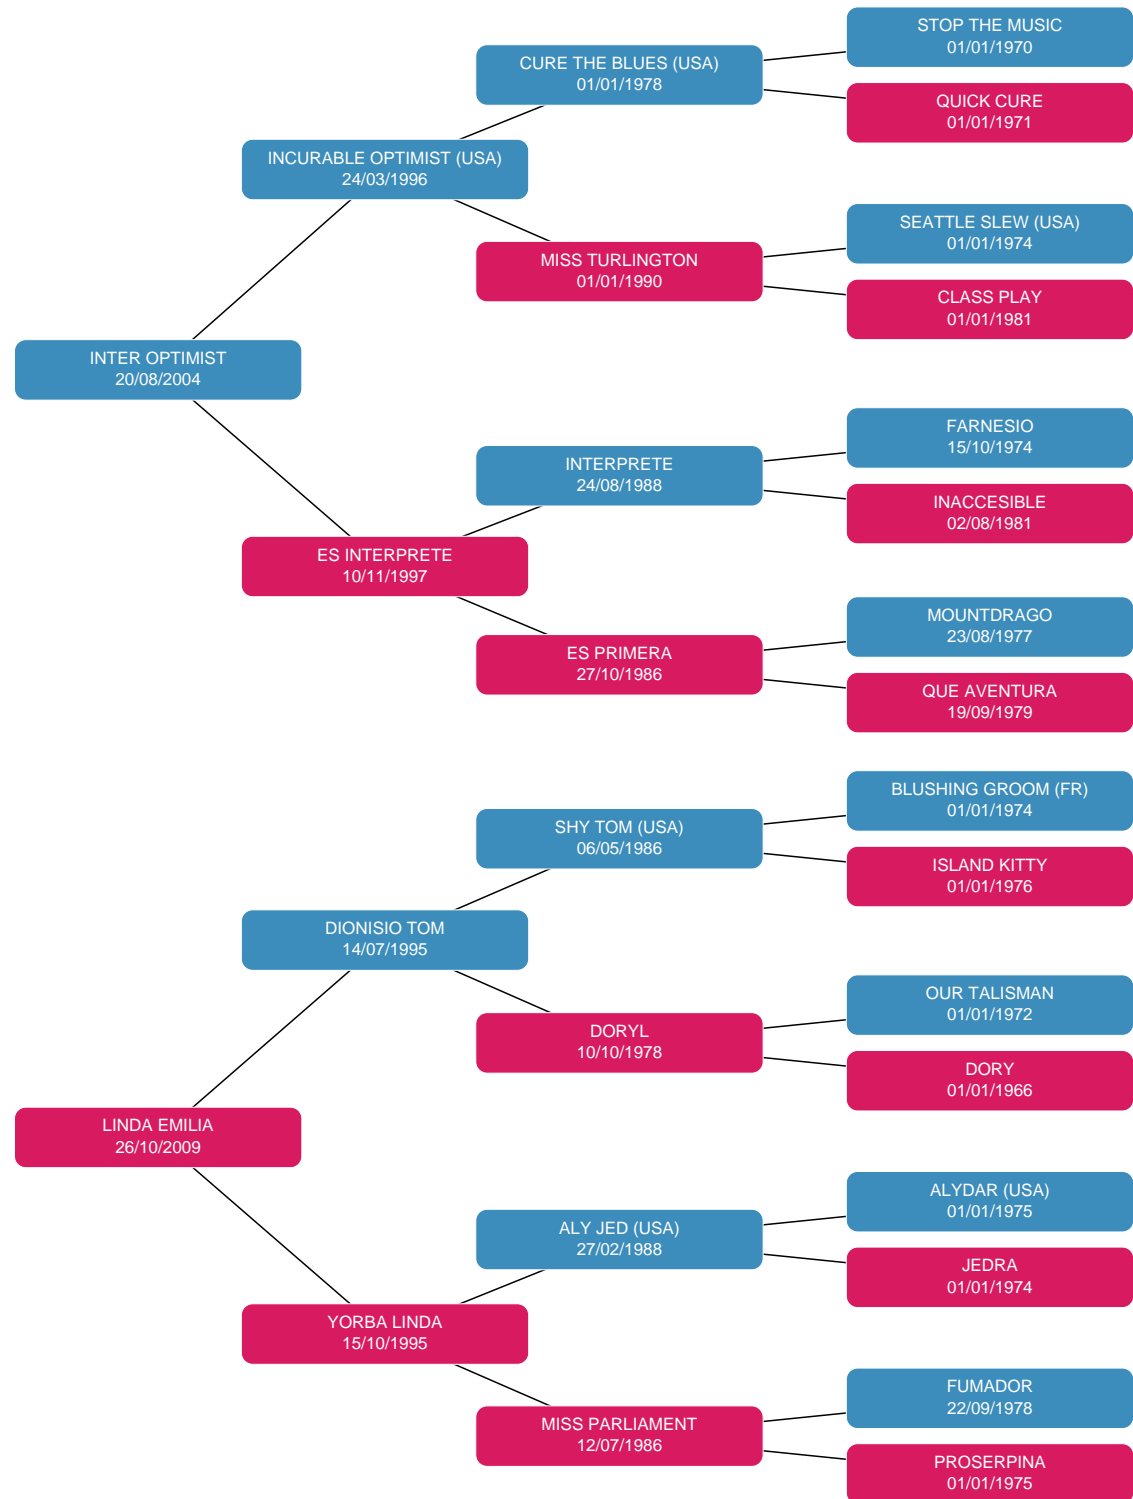 STOP THE MUSIC
01/01/1970
CURE THE BLUES (USA)
01/01/1978
QUICK CURE
01/01/1971
INCURABLE OPTIMIST (USA)
24/03/1996
SEATTLE SLEW (USA)
01/01/1974
MISS TURLINGTON
01/01/1990
CLASS PLAY
01/01/1981
INTER OPTIMIST
20/08/2004
FARNESIO
15/10/1974
INTERPRETE
24/08/1988
INACCESIBLE
02/08/1981
ES INTERPRETE
10/11/1997
MOUNTDRAGO
23/08/1977
ES PRIMERA
27/10/1986
QUE AVENTURA
19/09/1979
BLUSHING GROOM (FR)
01/01/1974
SHY TOM (USA)
06/05/1986
ISLAND KITTY
01/01/1976
DIONISIO TOM
14/07/1995
OUR TALISMAN
01/01/1972
DORYL
10/10/1978
DORY
01/01/1966
LINDA EMILIA
26/10/2009
ALYDAR (USA)
01/01/1975
ALY JED (USA)
27/02/1988
JEDRA
01/01/1974
YORBA LINDA
15/10/1995
FUMADOR
22/09/1978
MISS PARLIAMENT
12/07/1986
PROSERPINA
01/01/1975